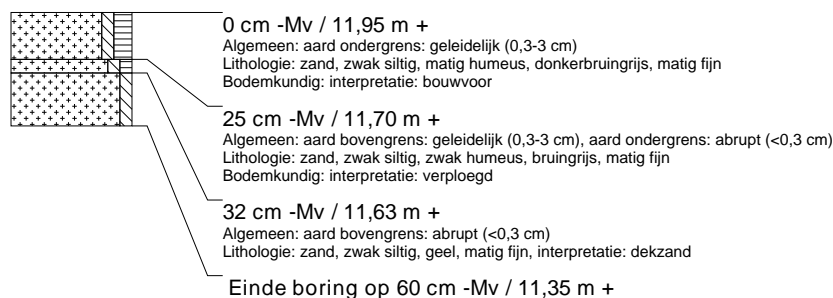 0 cm -Mv / 11,95 m +
Algemeen: aard ondergrens: geleidelijk (0,3-3 cm)
Lithologie: zand, zwak siltig, matig humeus, donkerbruingrijs, matig fijn
Bodemkundig: interpretatie: bouwvoor
25 cm -Mv / 11,70 m +
Algemeen: aard bovengrens: geleidelijk (0,3-3 cm), aard ondergrens: abrupt (<0,3 cm)
Lithologie: zand, zwak siltig, zwak humeus, bruingrijs, matig fijn
Bodemkundig: interpretatie: verploegd
32 cm -Mv / 11,63 m +
Algemeen: aard bovengrens: abrupt (<0,3 cm)
Lithologie: zand, zwak siltig, geel, matig fijn, interpretatie: dekzand
Einde boring op 60 cm -Mv / 11,35 m +